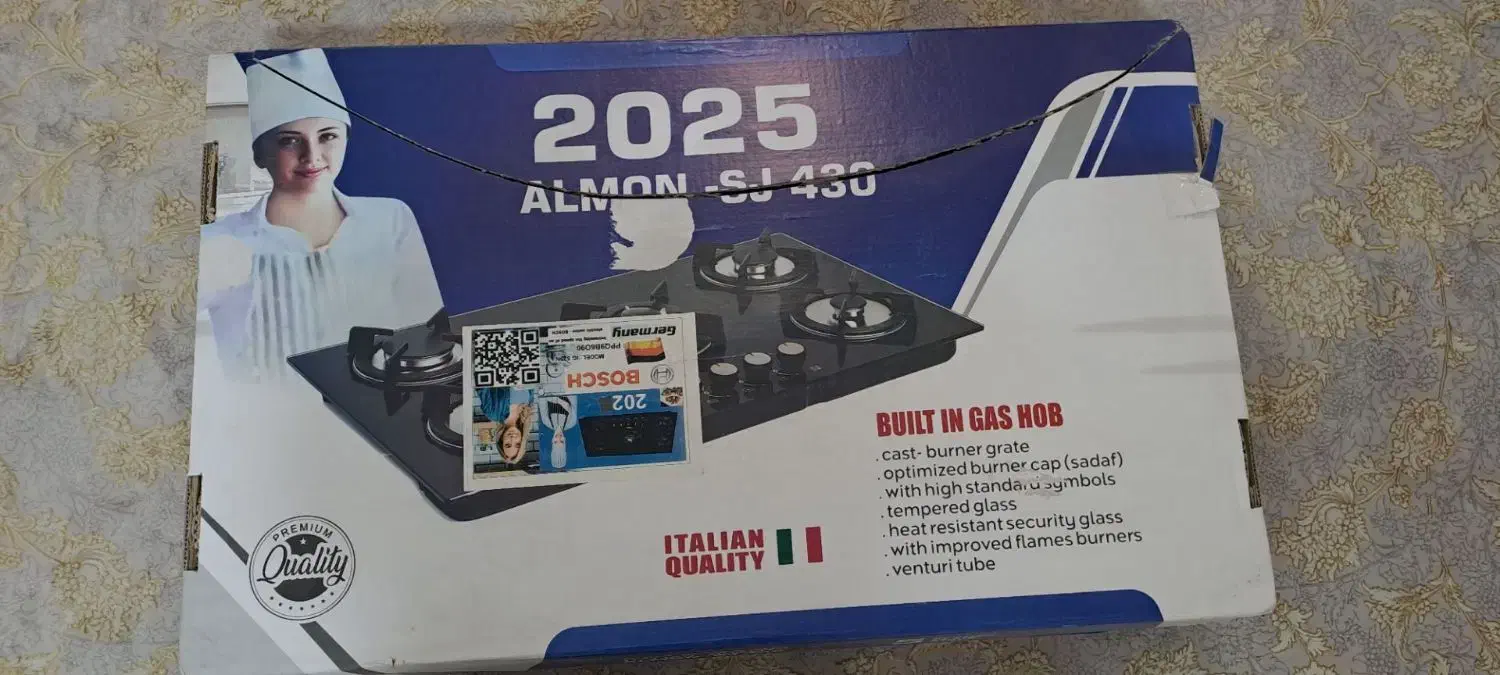 2025
ALMON -SJ 430
Germany
BOSCH
PPQ9B6O90
BOSCH
202
BUILT IN GAS HOB
. cast- burner grate
. optimized burner cap (sadaf)
. with high standard symbols
. tempered glass
. heat resistant security glass
. with improved flames burners
. venturi tube
ITALIAN
QUALITY
PREMIUM
Quality